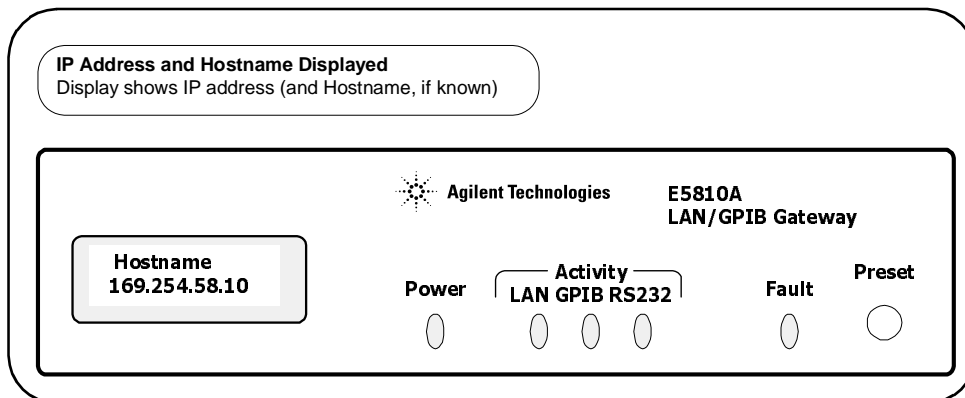 IP Address and Hostname Displayed
Display shows IP address (and Hostname, if known)
Agilent Technologies
E5810A
LAN/GPIB Gateway
Hostname
169.254.58.10
Power
Activity
LAN GPIB RS232
Fault
Preset